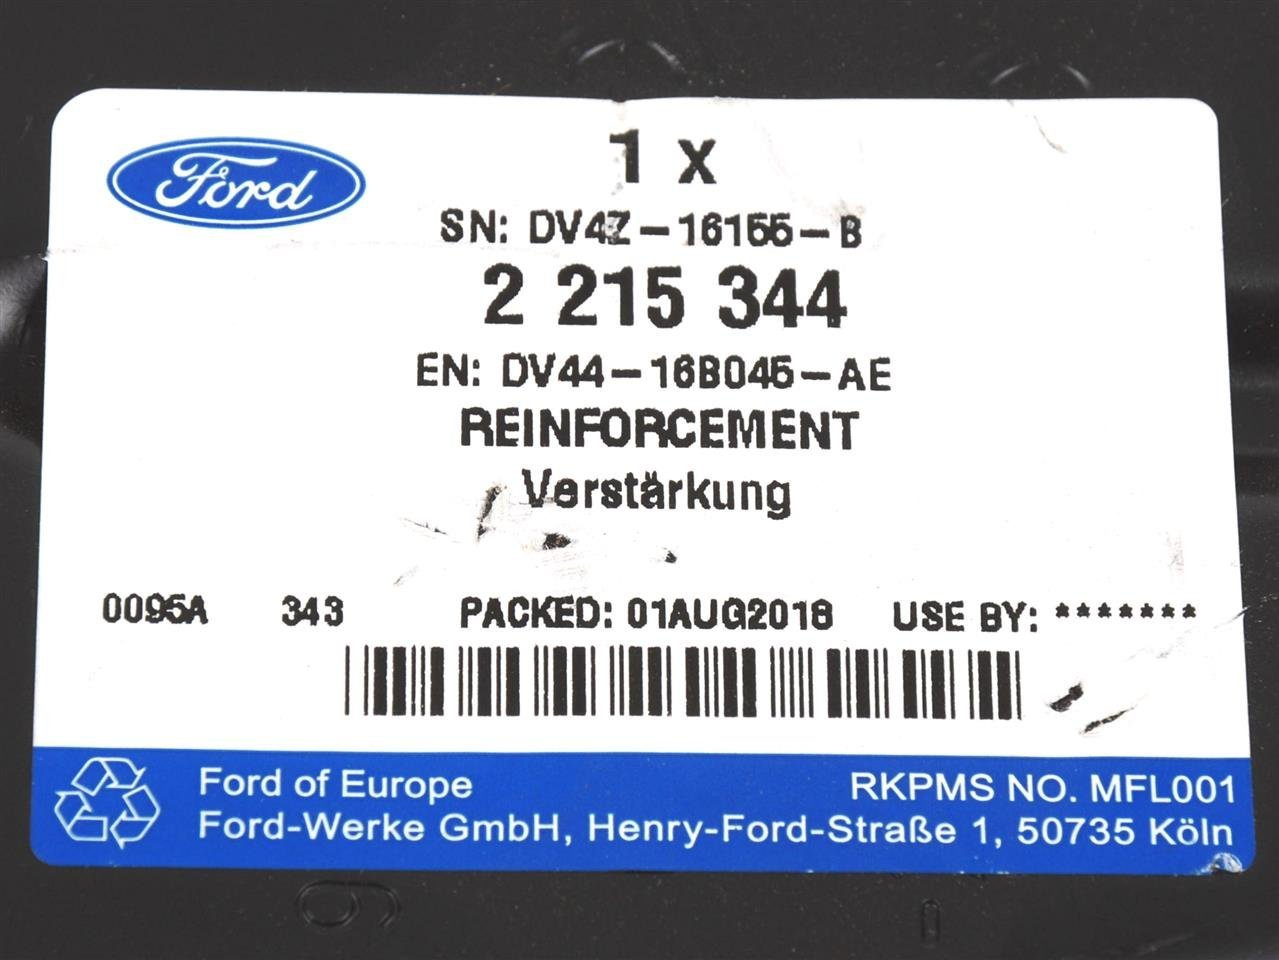 Ford
1 x
SN: DV4Z-16155-B
2 215 344
EN: DV44-16B045-AE
REINFORCEMENT
Verstärkung
0095A 343 PACKED: 01AUG2018 USE BY: *******
Ford of Europe RKPMS NO. MFL001
Ford-Werke GmbH, Henry-Ford-Straße 1, 50735 Köln